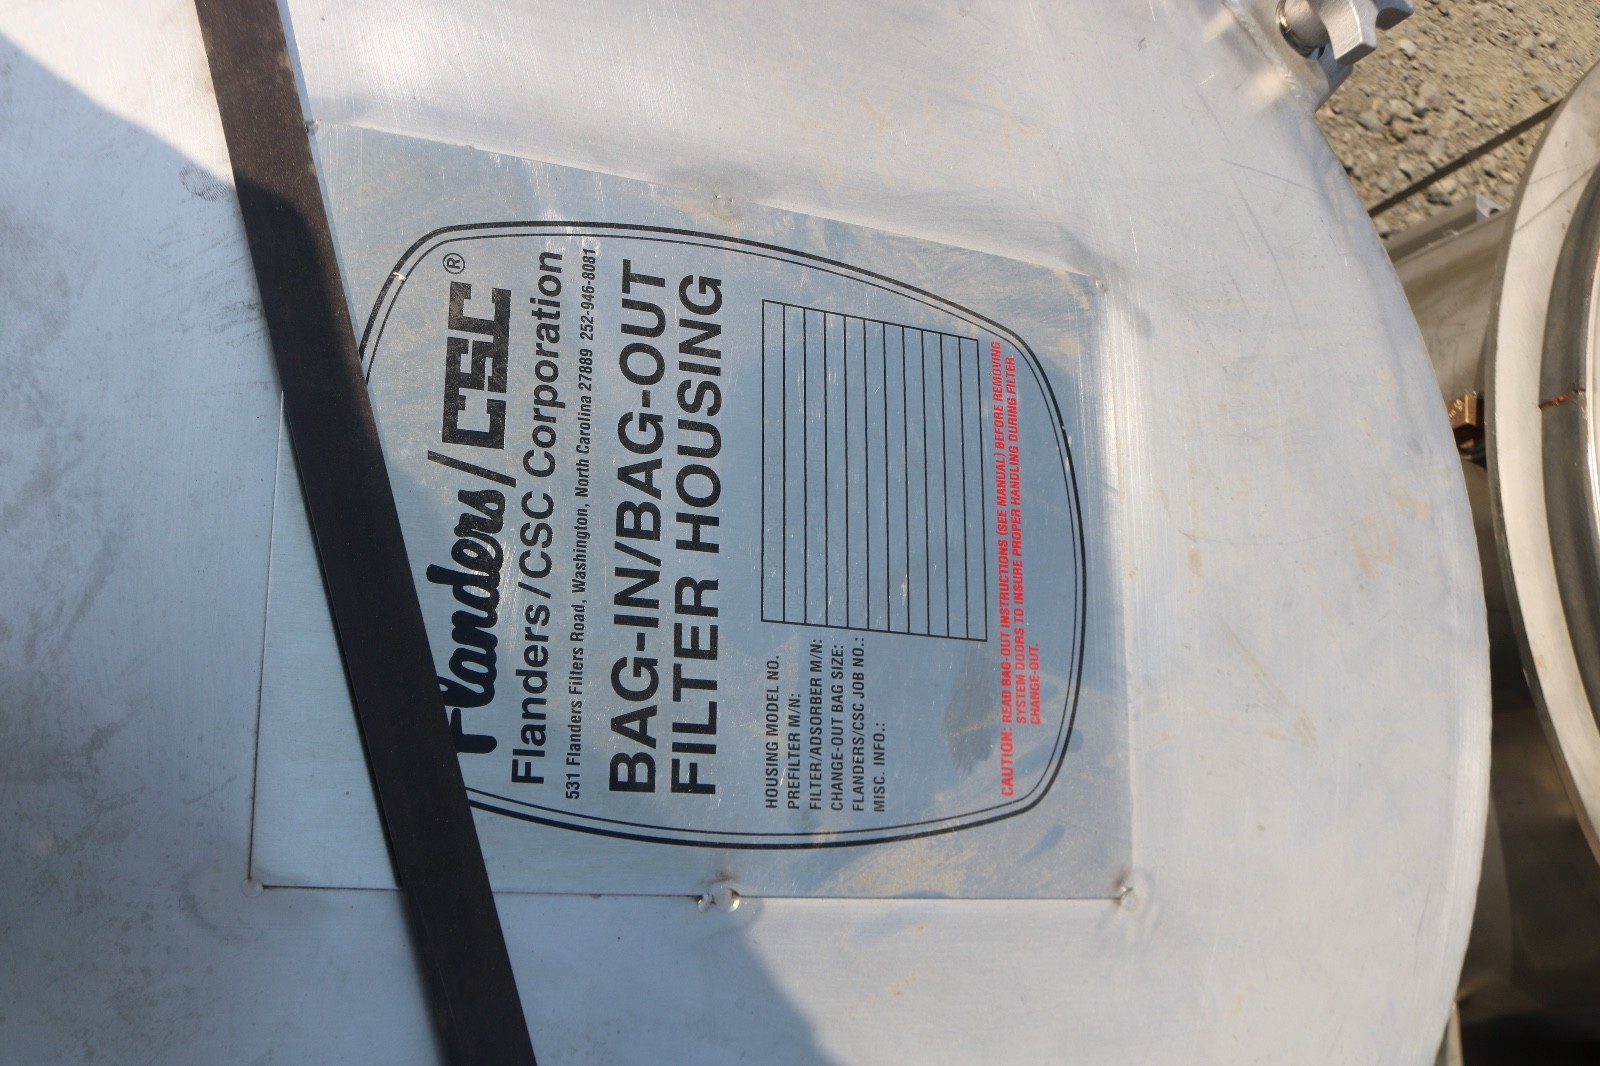 Flanders/CSC®
Flanders/CSC Corporation
531 Flanders Filters Road, Washington, North Carolina 27889 252-946-8081
BAG-IN/BAG-OUT
FILTER HOUSING
HOUSING MODEL NO.
PREFILTER M/N:
FILTER/ADSORBER M/N:
CHANGE-OUT BAG SIZE:
FLANDERS/CSC JOB NO.:
MISC. INFO.:
CAUTION: READ BAG-OUT INSTRUCTIONS (SEE MANUAL) BEFORE REMOVING
SYSTEM DOORS TO INSURE PROPER HANDLING DURING FILTER
CHANGE-OUT.